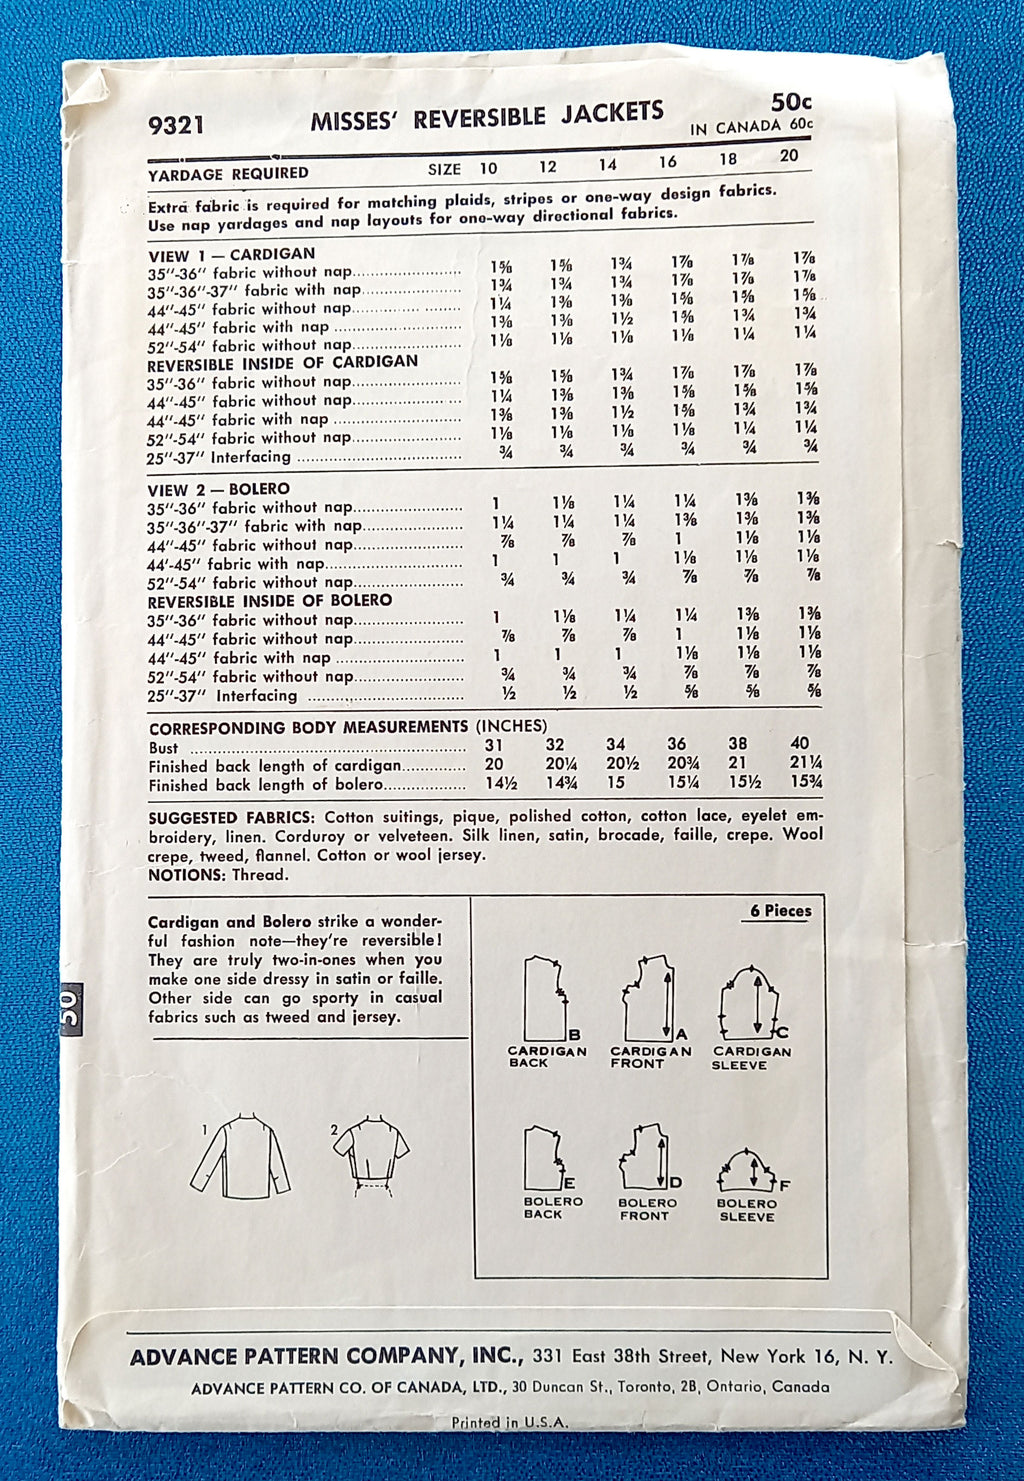 9321 MISSES' REVERSIBLE JACKETS 50c
IN CANADA 60c
YARDAGE REQUIRED SIZE 10 12 14 16 18 20
Extra fabric is required for matching plaids, stripes or one-way design fabrics.
Use nap yardages and nap layouts for one-way directional fabrics.
VIEW 1 — CARDIGAN
35"-36" fabric without nap........................ 1⅝ 1⅝ 1¾ 1⅞ 1⅞ 1⅞
35"-36"-37" fabric with nap...................... 1¾ 1¾ 1¾ 1⅞ 1⅞ 1⅞
44"-45" fabric without nap........................ 1¼ 1⅜ 1⅜ 1⅝ 1⅝ 1⅝
44"-45" fabric with nap ............................ 1⅜ 1⅜ 1½ 1⅝ 1¾ 1¾
52"-54" fabric without nap........................ 1⅛ 1⅛ 1⅛ 1⅛ 1¼ 1¼
REVERSIBLE INSIDE OF CARDIGAN
35"-36" fabric without nap........................ 1⅝ 1⅝ 1¾ 1⅞ 1⅞ 1⅞
44"-45" fabric without nap........................ 1¼ 1⅜ 1⅜ 1⅝ 1⅝ 1⅝
44"-45" fabric with nap ............................ 1⅜ 1⅜ 1½ 1⅝ 1¾ 1¾
52"-54" fabric without nap........................ 1⅛ 1⅛ 1⅛ 1⅛ 1¼ 1¼
25"-37" Interfacing .................................... ¾ ¾ ¾ ¾ ¾ ¾
VIEW 2 — BOLERO
35"-36" fabric without nap........................ 1 1⅛ 1¼ 1¼ 1⅜ 1⅜
35"-36"-37" fabric with nap...................... 1¼ 1¼ 1¼ 1⅜ 1⅜ 1⅜
44"-45" fabric without nap........................ ⅞ ⅞ ⅞ 1 1⅛ 1⅛
44'-45" fabric with nap.............................. 1 1 1 1⅛ 1⅛ 1⅛
52"-54" fabric without nap........................ ¾ ¾ ¾ ⅞ ⅞ ⅞
REVERSIBLE INSIDE OF BOLERO
35"-36" fabric without nap........................ 1 1⅛ 1¼ 1¼ 1⅜ 1⅜
44"-45" fabric without nap........................ ⅞ ⅞ ⅞ 1 1⅛ 1⅛
44"-45" fabric with nap ............................ 1 1 1 1⅛ 1⅛ 1⅛
52"-54" fabric without nap........................ ¾ ¾ ¾ ⅞ ⅞ ⅞
25"-37" Interfacing .................................. ½ ½ ½ ⅝ ⅝ ⅝
CORRESPONDING BODY MEASUREMENTS (INCHES)
Bust ............................................................ 31 32 34 36 38 40
Finished back length of cardigan.............. 20 20¼ 20½ 20¾ 21 21¼
Finished back length of bolero.................. 14½ 14¾ 15 15¼ 15½ 15¾
SUGGESTED FABRICS: Cotton suitings, pique, polished cotton, cotton lace, eyelet em-
broidery, linen. Corduroy or velveteen. Silk linen, satin, brocade, faille, crepe. Wool
crepe, tweed, flannel. Cotton or wool jersey.
NOTIONS: Thread.
Cardigan and Bolero strike a wonder-
ful fashion note—they're reversible!
They are truly two-in-ones when you
make one side dressy in satin or faille.
Other side can go sporty in casual
fabrics such as tweed and jersey.
50
1 2
6 Pieces
B A C
CARDIGAN BACK
CARDIGAN FRONT
CARDIGAN SLEEVE
E D F
BOLERO BACK
BOLERO FRONT
BOLERO SLEEVE
ADVANCE PATTERN COMPANY, INC., 331 East 38th Street, New York 16, N. Y.
ADVANCE PATTERN CO. OF CANADA, LTD., 30 Duncan St., Toronto, 2B, Ontario, Canada
Printed in U.S.A.